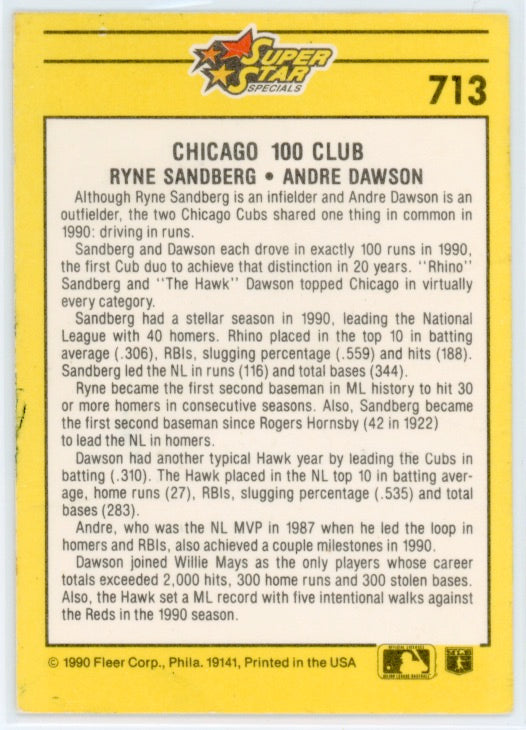 SUPER
STAR
SPECIALS
713
CHICAGO 100 CLUB
RYNE SANDBERG • ANDRE DAWSON
Although Ryne Sandberg is an infielder and Andre Dawson is an
outfielder, the two Chicago Cubs shared one thing in common in
1990: driving in runs.
Sandberg and Dawson each drove in exactly 100 runs in 1990,
the first Cub duo to achieve that distinction in 20 years. "Rhino"
Sandberg and "The Hawk" Dawson topped Chicago in virtually
every category.
Sandberg had a stellar season in 1990, leading the National
League with 40 homers. Rhino placed in the top 10 in batting
average (.306), RBIs, slugging percentage (.559) and hits (188).
Sandberg led the NL in runs (116) and total bases (344).
Ryne became the first second baseman in ML history to hit 30
or more homers in consecutive seasons. Also, Sandberg became
the first second baseman since Rogers Hornsby (42 in 1922)
to lead the NL in homers.
Dawson had another typical Hawk year by leading the Cubs in
batting (.310). The Hawk placed in the NL top 10 in batting aver-
age, home runs (27), RBIs, slugging percentage (.535) and total
bases (283).
Andre, who was the NL MVP in 1987 when he led the loop in
homers and RBIs, also achieved a couple milestones in 1990.
Dawson joined Willie Mays as the only players whose career
totals exceeded 2,000 hits, 300 home runs and 300 stolen bases.
Also, the Hawk set a ML record with five intentional walks against
the Reds in the 1990 season.
© 1990 Fleer Corp., Phila. 19141, Printed in the USA